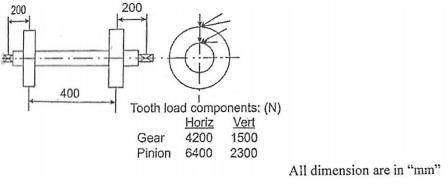 200
200
400
Tooth load components: (N)
Horiz Vert
Gear 4200 1500
Pinion 6400 2300
All dimension are in “mm”